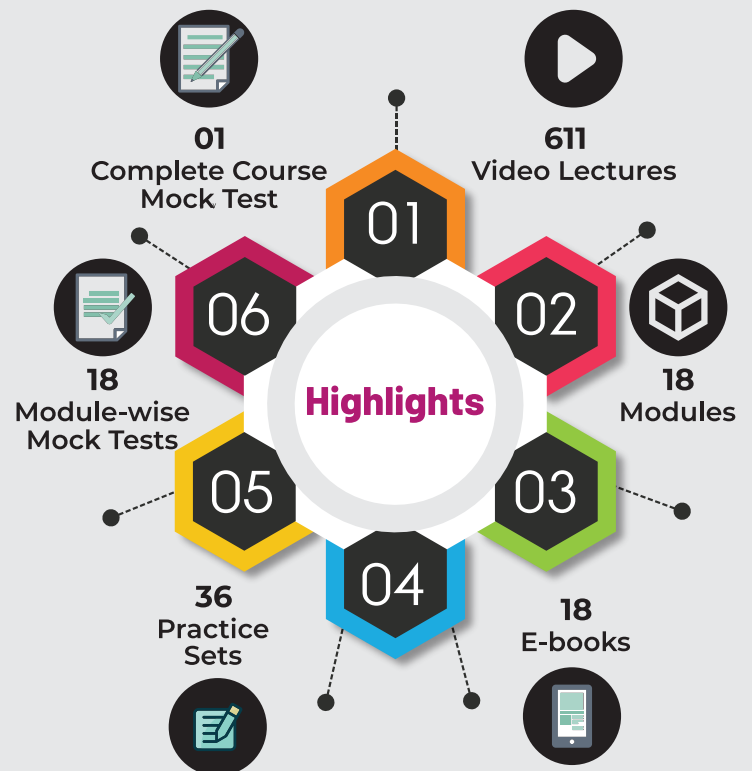 01
Complete Course
Mock Test
611
Video Lectures
01
06
02
18
Module-wise
Mock Tests
Highlights
18
Modules
05
03
04
36
Practice
Sets
18
E-books